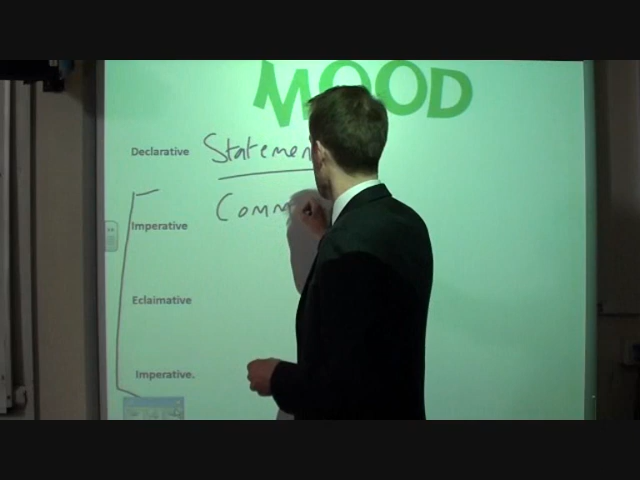 MOOD
Declarative Statemen
Imperative Comm
Eclaimative
Imperative.